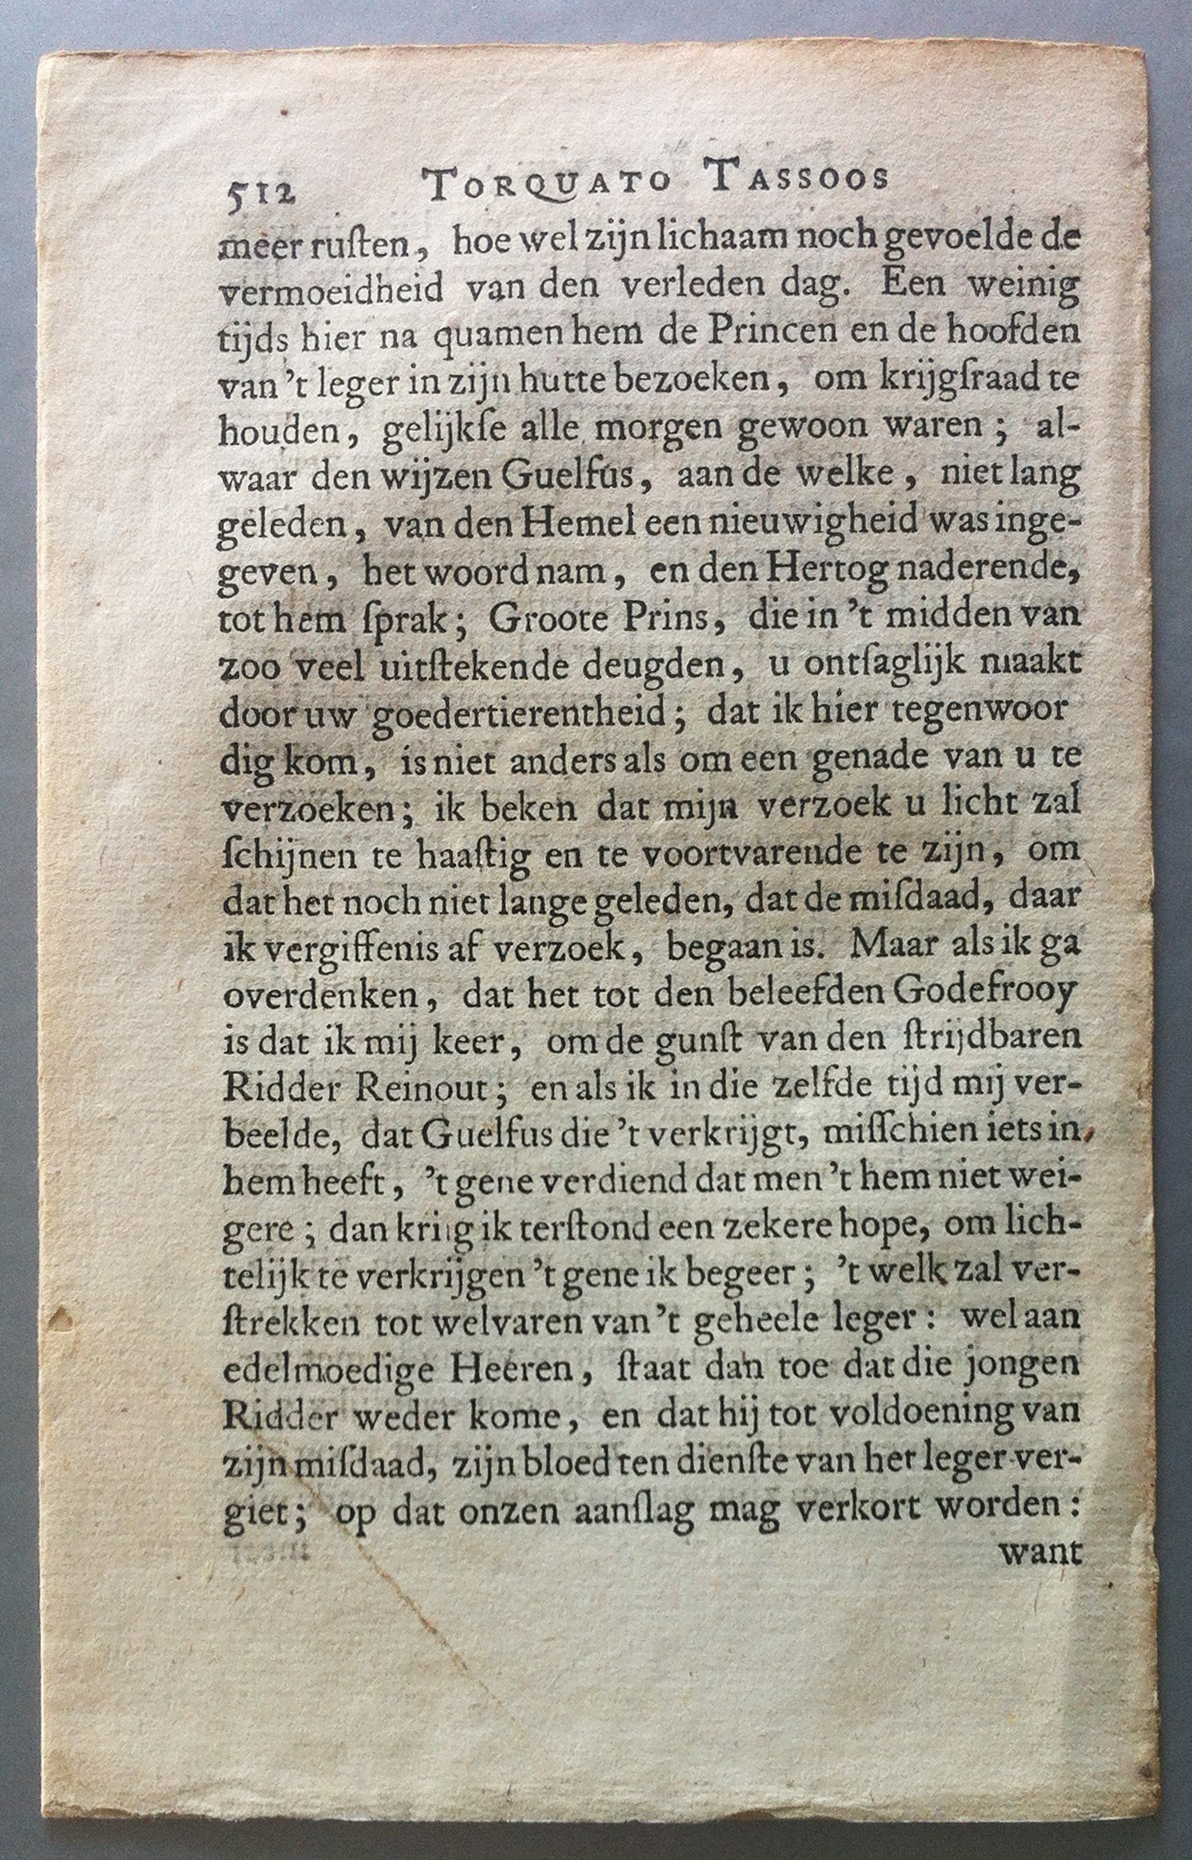 512 TORQUATO TASSOOS
meer ruſten, hoe wel zijn lichaam noch gevoelde de
vermoeidheid van den verleden dag. Een weinig
tijds hier na quamen hem de Princen en de hoofden
van 't leger in zijn hutte bezoeken, om krijgſraad te
houden, gelijkſe alle morgen gewoon waren; al-
waar den wijzen Guelfus, aan de welke, niet lang
geleden, van den Hemel een nieuwigheid was inge-
geven, het woord nam, en den Hertog naderende,
tot hem ſprak; Groote Prins, die in 't midden van
zoo veel uitſtekende deugden, u ontſaglijk maakt
door uw goedertierentheid; dat ik hier tegenwoor
dig kom, is niet anders als om een genade van u te
verzoeken; ik beken dat mijn verzoek u licht zal
ſchijnen te haaſtig en te voortvarende te zijn, om
dat het noch niet lange geleden, dat de miſdaad, daar
ik vergiffenis af verzoek, begaan is. Maar als ik ga
overdenken, dat het tot den beleefden Godefrooy
is dat ik mij keer, om de gunſt van den ſtrijdbaren
Ridder Reinout; en als ik in die zelfde tijd mij ver-
beelde, dat Guelfus die 't verkrijgt, miſſchien iets in
hem heeft, 't gene verdiend dat men 't hem niet wei-
gere; dan kriig ik terſtond een zekere hope, om lich-
telijk te verkrijgen 't gene ik begeer; 't welk zal ver-
ſtrekken tot welvaren van 't geheele leger: wel aan
edelmoedige Heeren, ſtaat dan toe dat die jongen
Ridder weder kome, en dat hij tot voldoening van
zijn miſdaad, zijn bloed ten dienſte van het leger ver-
giet; op dat onzen aanſlag mag verkort worden:
want